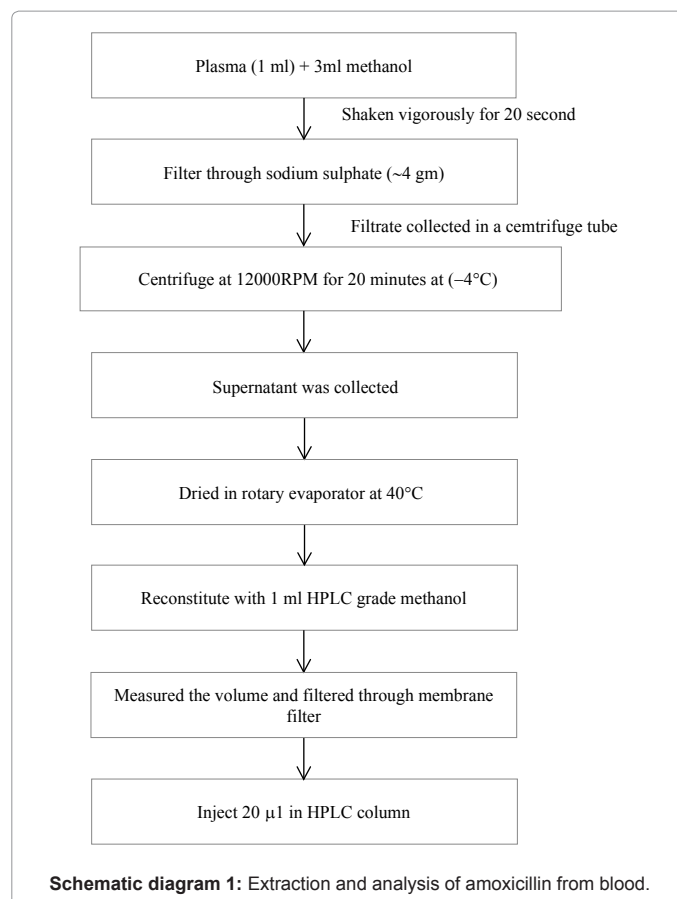 Plasma (1 ml) + 3ml methanol
Shaken vigorously for 20 second
Filter through sodium sulphate (~4 gm)
Filtrate collected in a cemtrifuge tube
Centrifuge at 12000RPM for 20 minutes at (−4°C)
Supernatant was collected
Dried in rotary evaporator at 40°C
Reconstitute with 1 ml HPLC grade methanol
Measured the volume and filtered through membrane
filter
Inject 20 µ1 in HPLC column
Schematic diagram 1: Extraction and analysis of amoxicillin from blood.